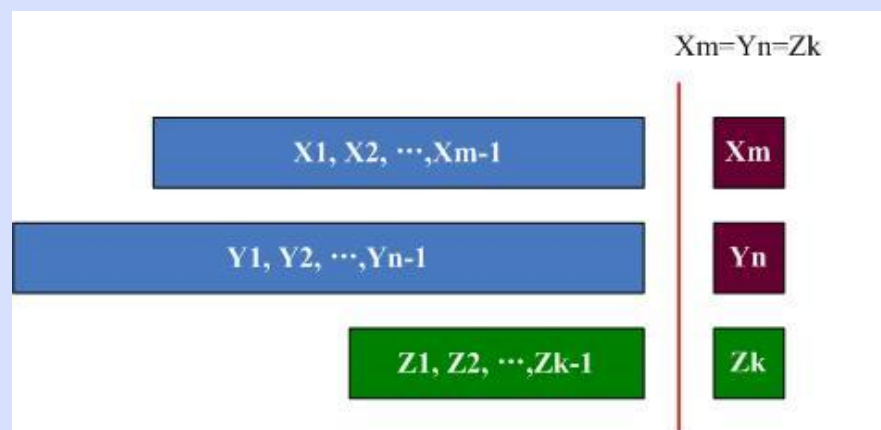 Xm=Yn=Zk
X1, X2, ···,Xm-1
Xm
Y1, Y2, ···,Yn-1
Yn
Z1, Z2, ···,Zk-1
Zk